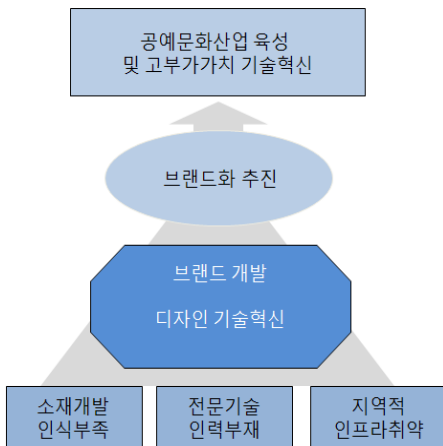 공예문화산업 육성
및 고부가가치 기술혁신
브랜드화 추진
브랜드 개발
디자인 기술혁신
소재개발
인식부족
전문기술
인력부재
지역적
인프라취약